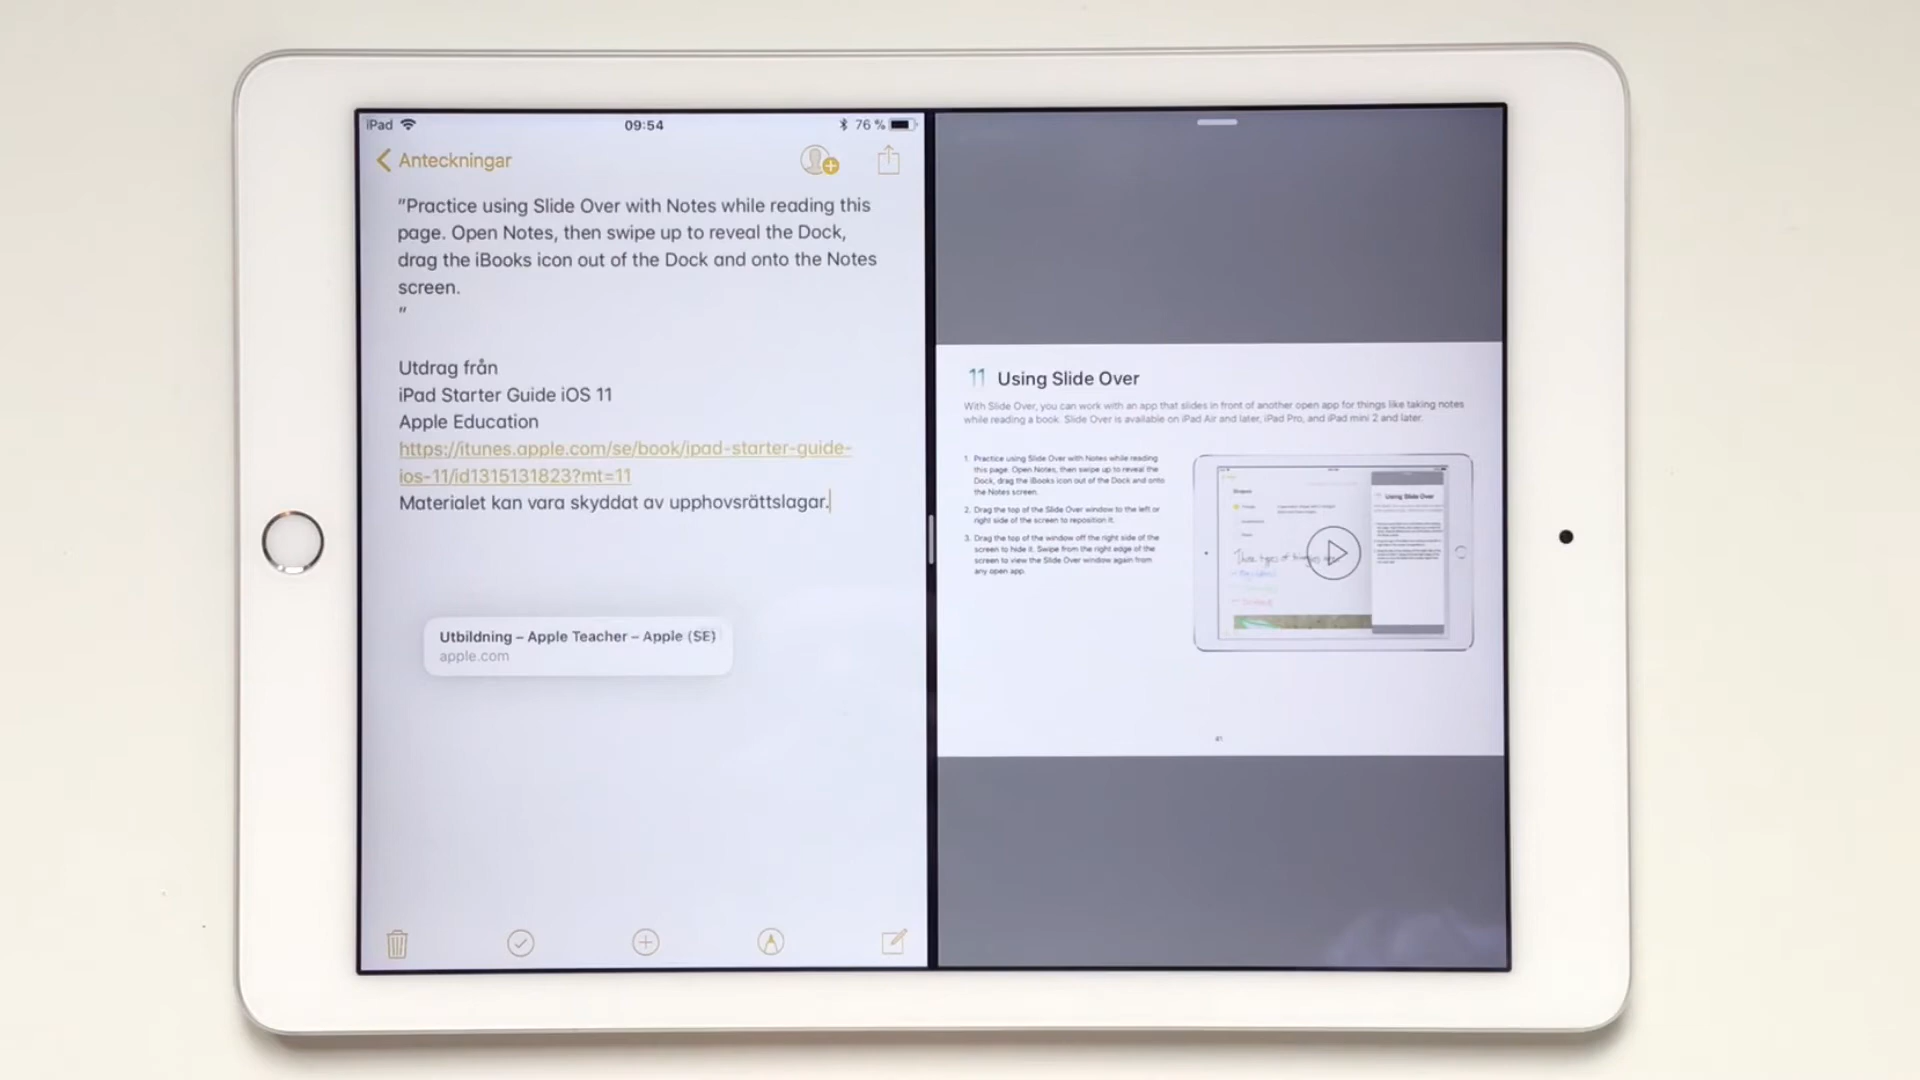 iPad
09:54
76 %
Anteckningar
"Practice using Slide Over with Notes while reading this
page. Open Notes, then swipe up to reveal the Dock,
drag the iBooks icon out of the Dock and onto the Notes
screen.
"
Utdrag från
iPad Starter Guide iOS 11
Apple Education
https://itunes.apple.com/se/book/ipad-starter-guide-
ios-11/id1315131823?mt=11
Materialet kan vara skyddat av upphovsrättslagar.
Utbildning – Apple Teacher – Apple (SE)
apple.com
11 Using Slide Over
With Slide Over, you can work with an app that slides in front of another open app for things like taking notes
while reading a book. Slide Over is available on iPad Air and later, iPad Pro, and iPad mini 2 and later.
1. Practice using Slide Over with Notes while reading
this page. Open Notes, then swipe up to reveal the
Dock, drag the iBooks icon out of the Dock and onto
the Notes screen.
2. Drag the top of the Slide Over window to the left or
right side of the screen to reposition it.
3. Drag the top of the window off the right side of the
screen to hide it. Swipe from the right edge of the
screen to view the Slide Over window again from
any open app.
Using Slide Over
41